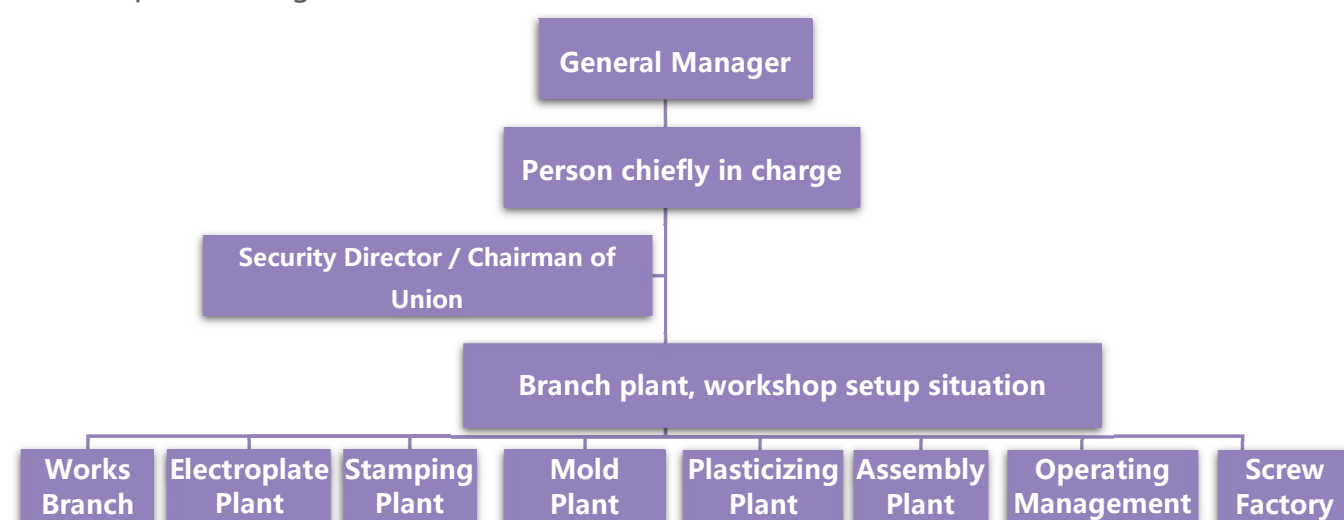 General Manager
Person chiefly in charge
Security Director / Chairman of
Union
Branch plant, workshop setup situation
Works
Branch
Electroplate
Plant
Stamping
Plant
Mold
Plant
Plasticizing
Plant
Assembly
Plant
Operating
Management
Screw
Factory